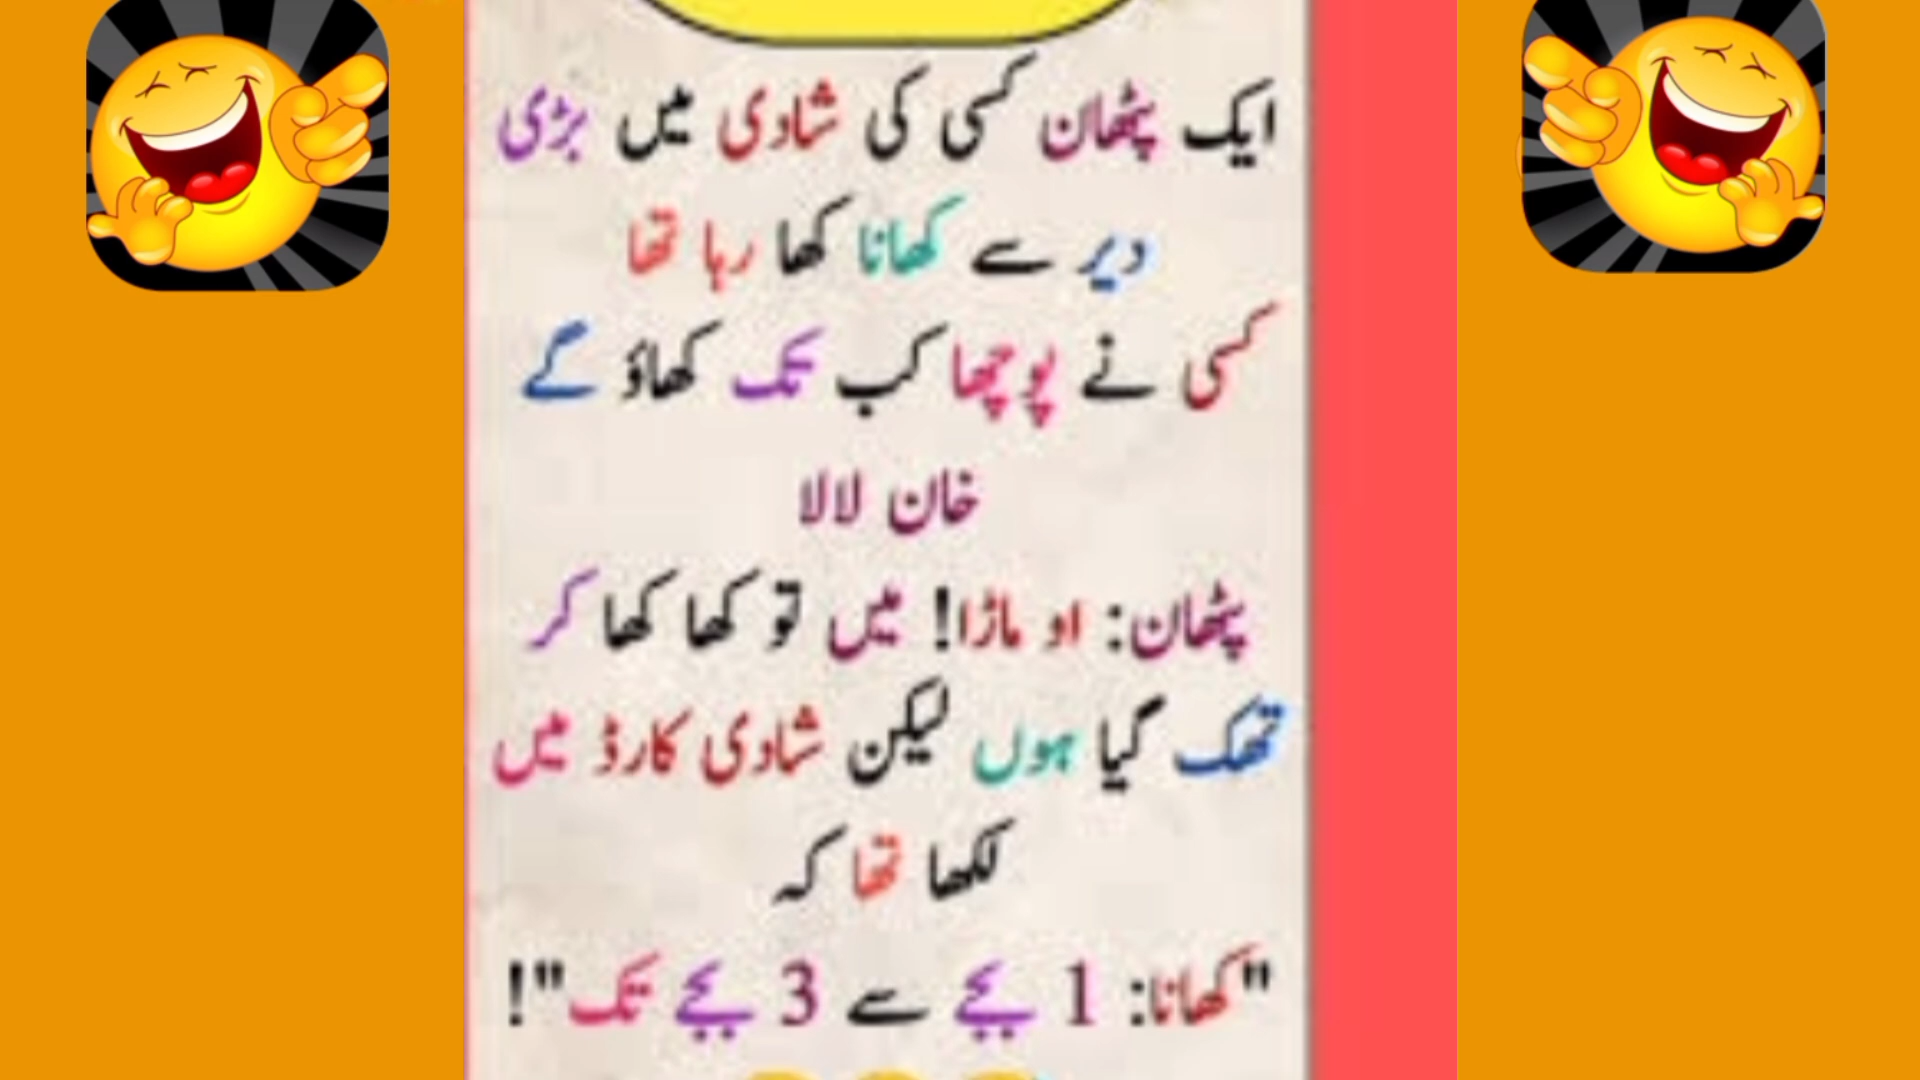 ایک پٹھان کسی کی شادی میں بڑی
دیر سے کھانا کھا رہا تھا
کسی نے پوچھا کب تک کھاؤ گے
خان لالا
پٹھان: او ماڑا! میں تو کھا کھا کر
تھک گیا ہوں لیکن شادی کارڈ میں
لکھا تھا کہ
"کھانا: 1 بجے سے 3 بجے تک"!